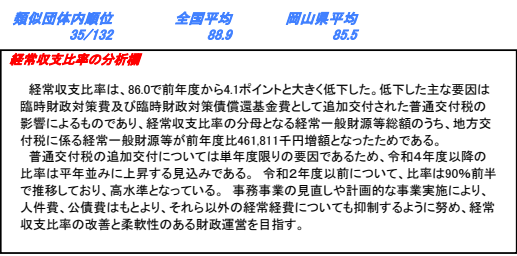 類似団体内順位 全国平均 岡山県平均
35/132 88.9 85.5
経常収支比率の分析欄
経常収支比率は、86.0で前年度から4.1ポイントと大きく低下した。低下した主な要因は
臨時財政対策費及び臨時財政対策債償還基金費として追加交付された普通交付税の
影響によるものであり、経常収支比率の分母となる経常一般財源等総額のうち、地方交
付税に係る経常一般財源等が前年度比461,811千円増額となったためである。
普通交付税の追加交付については単年度限りの要因であるため、令和4年度以降の
比率は平年並みに上昇する見込みである。 令和2年度以前について、比率は90%前半
で推移しており、高水準となっている。 事務事業の見直しや計画的な事業実施により、
人件費、公債費はもとより、それら以外の経常経費についても抑制するように努め、経常
収支比率の改善と柔軟性のある財政運営を目指す。